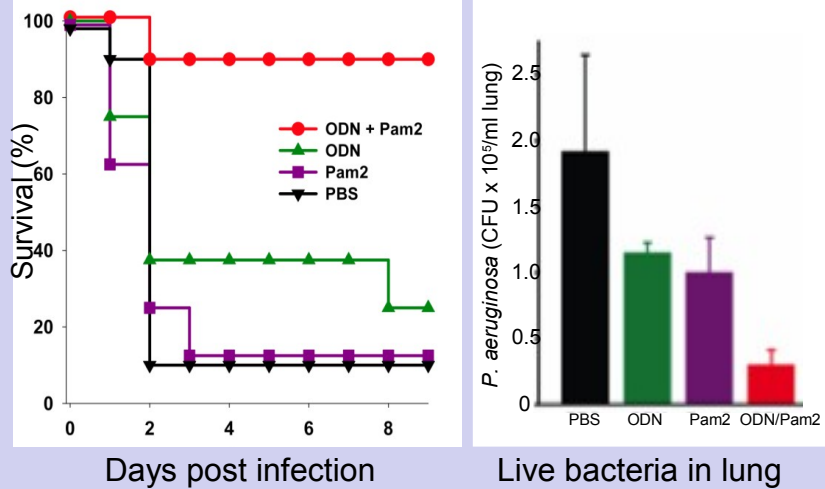 Survival (%)
100
80
60
40
20
0 2 4 6 8
ODN + Pam2
ODN
Pam2
PBS
Days post infection
P. aeruginosa (CFU x 10⁵/ml lung)
2.5
2.0
1.5
1.0
0.5
0
PBS ODN Pam2 ODN/Pam2
Live bacteria in lung